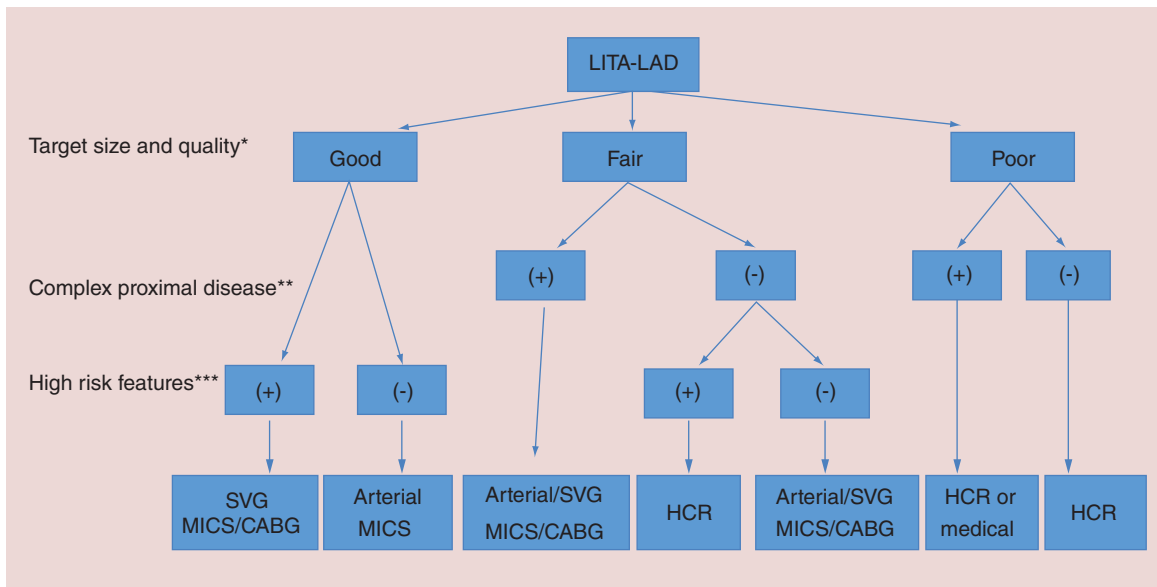 LITA-LAD
Target size and quality*
Good
Fair
Poor
Complex proximal disease**
(+)
(-)
(+)
(-)
High risk features***
(+)
(-)
(+)
(-)
SVG
MICS/CABG
Arterial
MICS
Arterial/SVG
MICS/CABG
HCR
Arterial/SVG
MICS/CABG
HCR or
medical
HCR